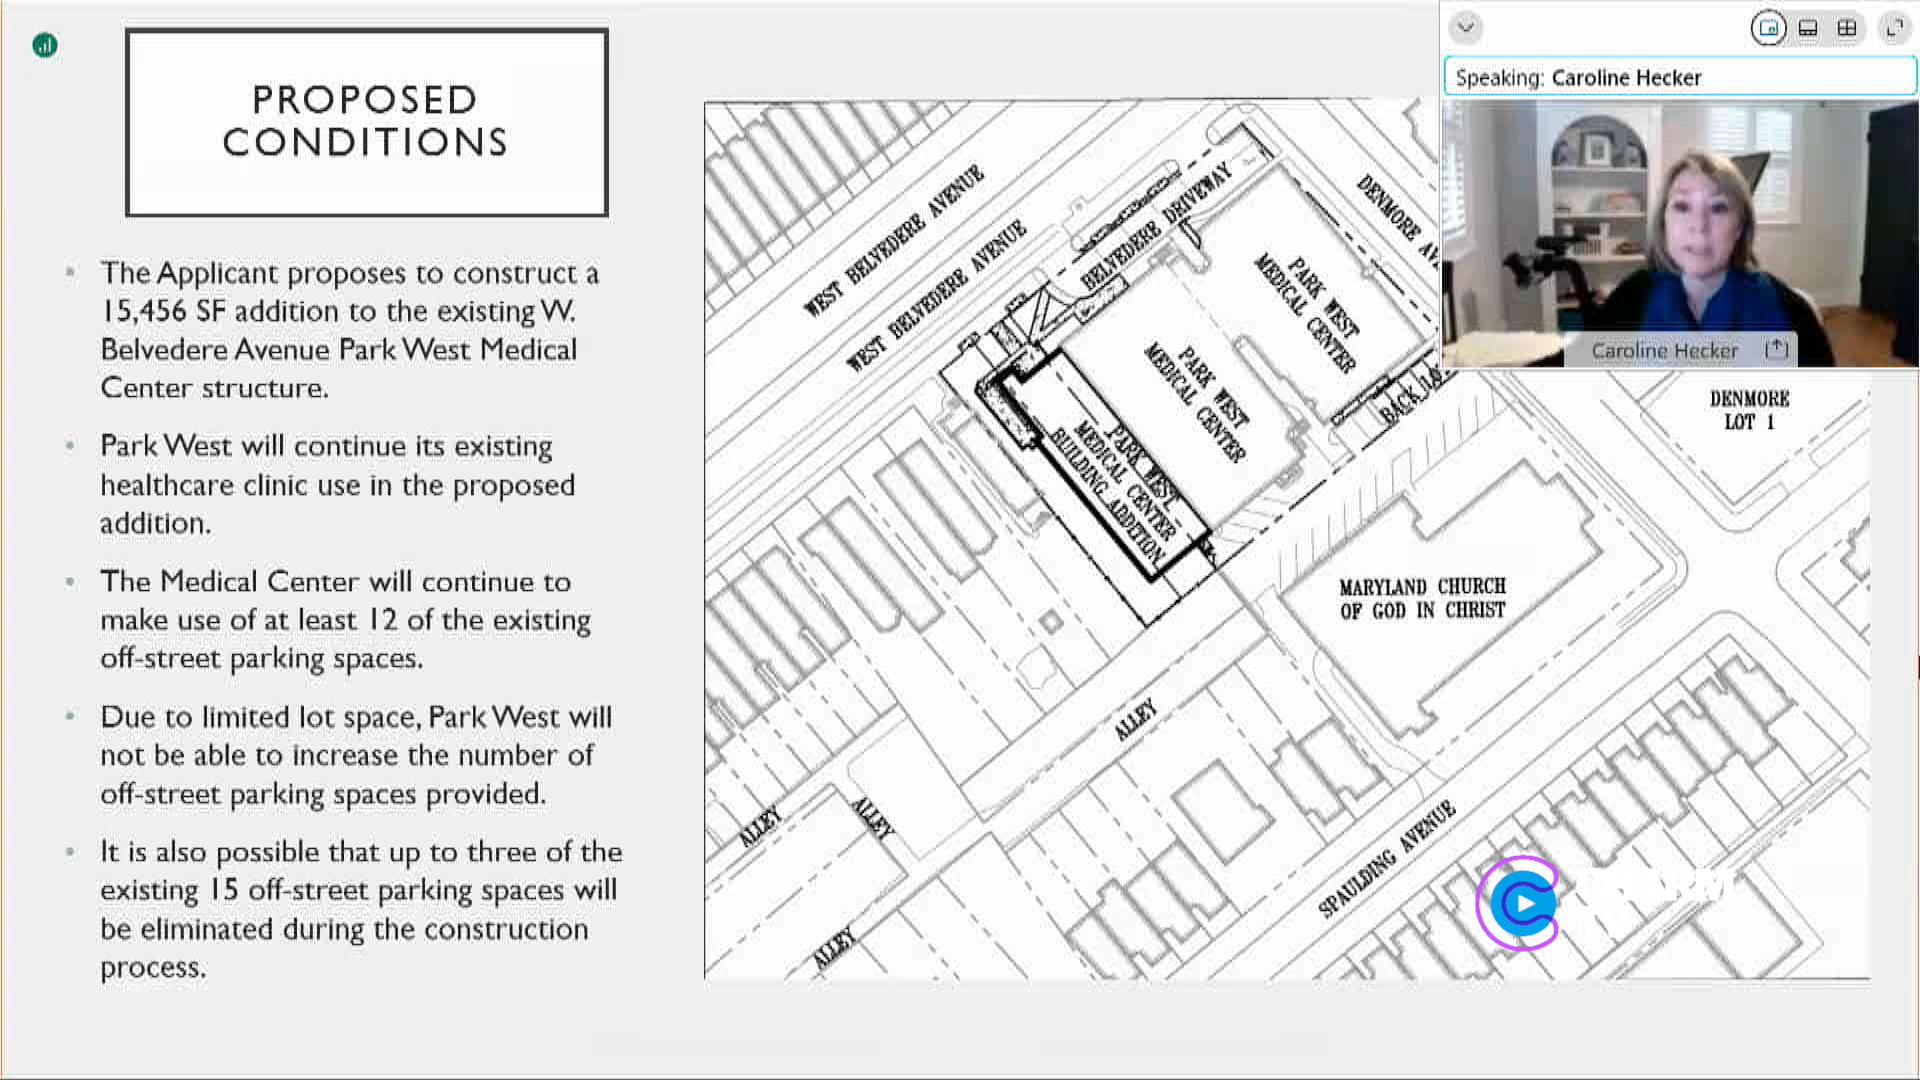 PROPOSED
CONDITIONS
The Applicant proposes to construct a
15,456 SF addition to the existing W.
Belvedere Avenue Park West Medical
Center structure.
Park West will continue its existing
healthcare clinic use in the proposed
addition.
The Medical Center will continue to
make use of at least 12 of the existing
off-street parking spaces.
Due to limited lot space, Park West will
not be able to increase the number of
off-street parking spaces provided.
It is also possible that up to three of the
existing 15 off-street parking spaces will
be eliminated during the construction
process.
Speaking: Caroline Hecker
Caroline Hecker
WEST BELVEDERE AVENUE
WEST BELVEDERE AVENUE
BELVEDERE DRIVEWAY
DENMORE
PARK WEST
MEDICAL CENTER
PARK WEST
MEDICAL CENTER
PARK WEST
MEDICAL CENTER
BUILDING ADDITION
BACK
DENMORE
LOT 1
MARYLAND CHURCH
OF GOD IN CHRIST
ALLEY
ALLEY
ALLEY
ALLEY
SPAULDING AVENUE